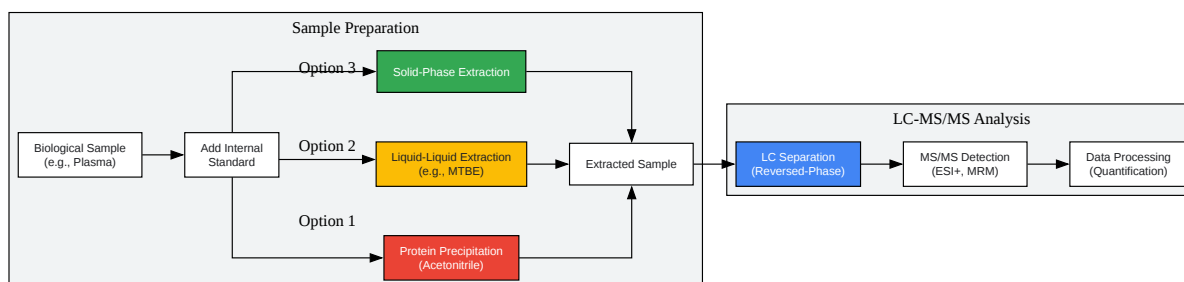 Sample Preparation
Option 3
Solid-Phase Extraction
LC-MS/MS Analysis
Biological Sample
(e.g., Plasma)
Add Internal
Standard
Option 2
Liquid-Liquid Extraction
(e.g., MTBE)
Extracted Sample
LC Separation
(Reversed-Phase)
MS/MS Detection
(ESI+, MRM)
Data Processing
(Quantification)
Option 1
Protein Precipitation
(Acetonitrile)